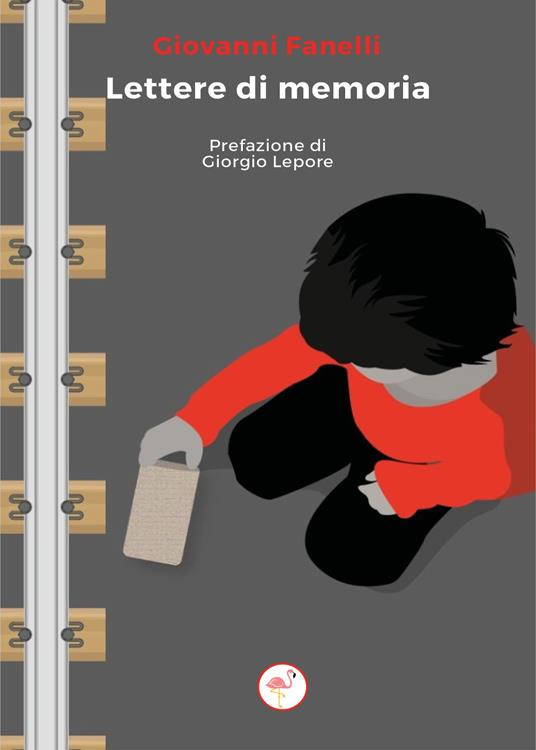 Giovanni Fanelli
Lettere di memoria
Prefazione di
Giorgio Lepore